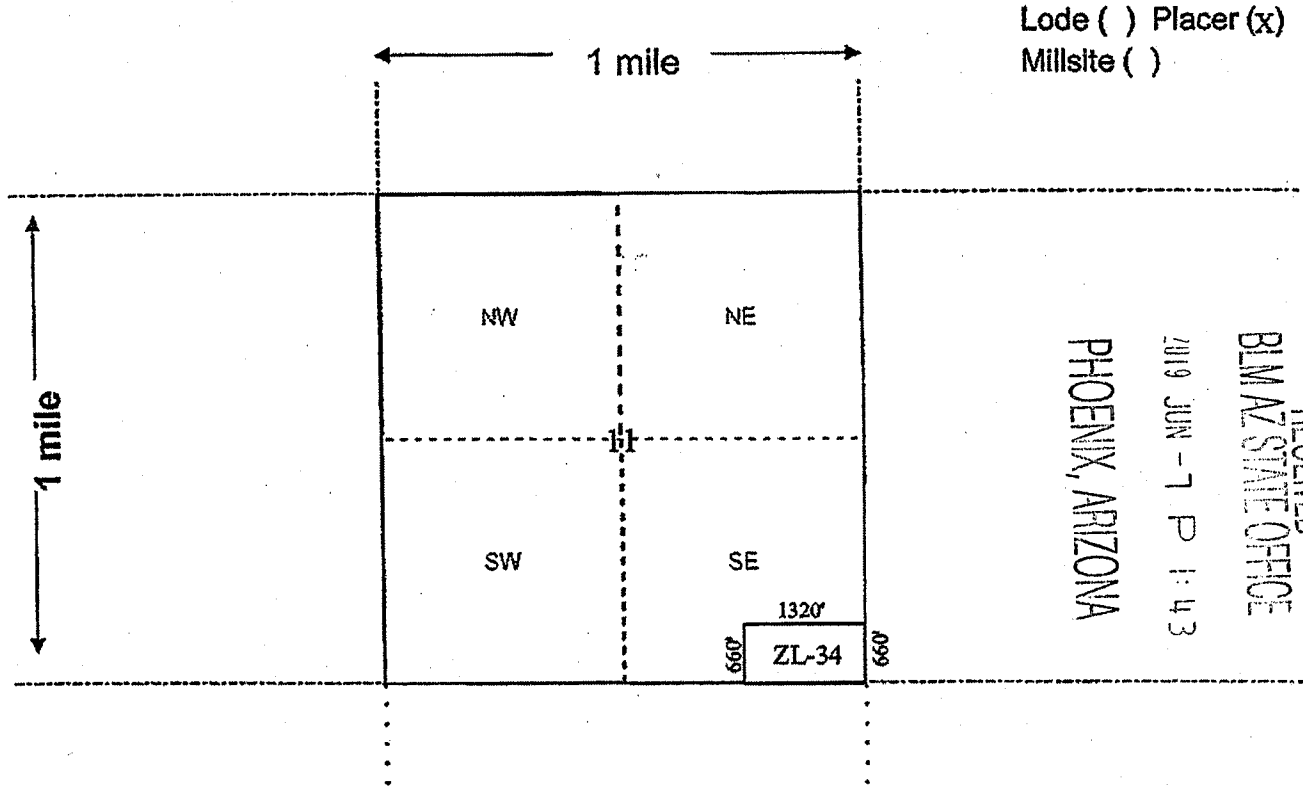 Lode ( ) Placer (x)
Millsite ( )
1 mile
1 mile
NW
NE
11
SW
SE
1320'
660'
ZL-34
660'
BLM AZ STATE OFFICE
2019 JUN -7 P 1:43
PHOENIX, ARIZONA